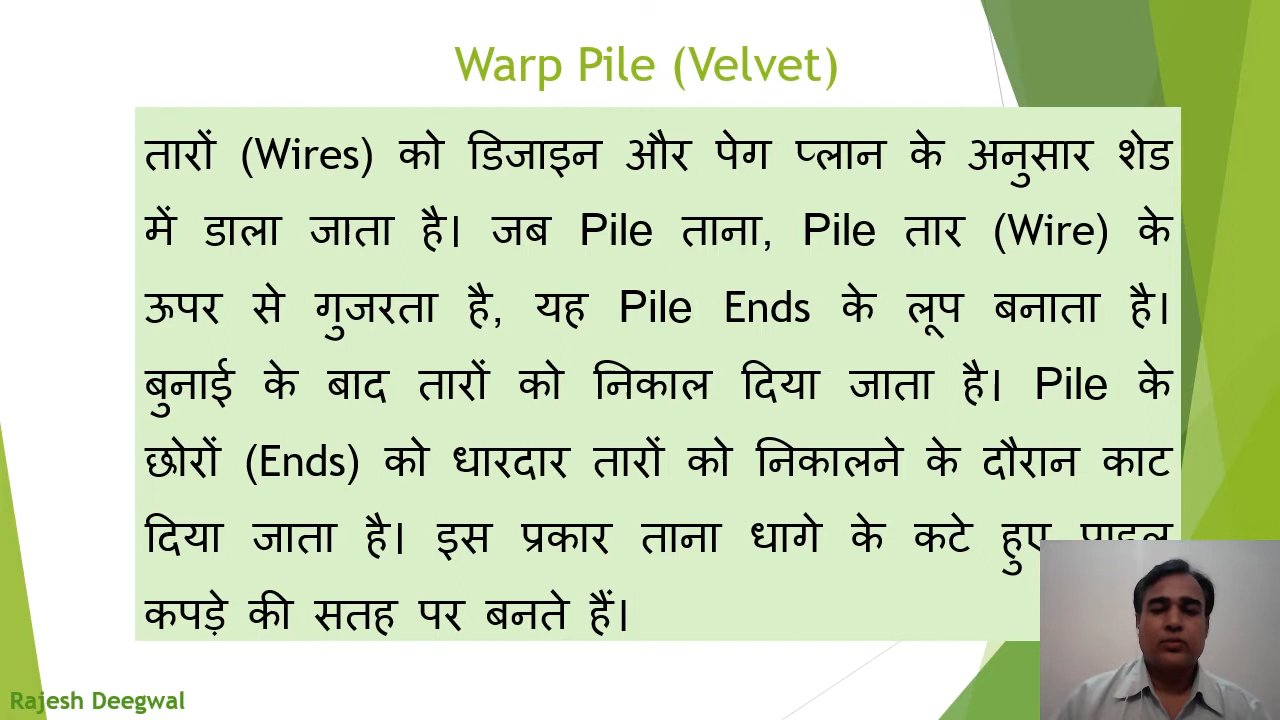 Warp Pile (Velvet)
तारों (Wires) को डिजाइन और पेग प्लान के अनुसार शेड
में डाला जाता है। जब Pile ताना, Pile तार (Wire) के
ऊपर से गुजरता है, यह Pile Ends के लूप बनाता है।
बुनाई के बाद तारों को निकाल दिया जाता है। Pile के
छोरों (Ends) को धारदार तारों को निकालने के दौरान काट
दिया जाता है। इस प्रकार ताना धागे के कटे हुए पाइल
कपड़े की सतह पर बनते हैं।
Rajesh Deegwal